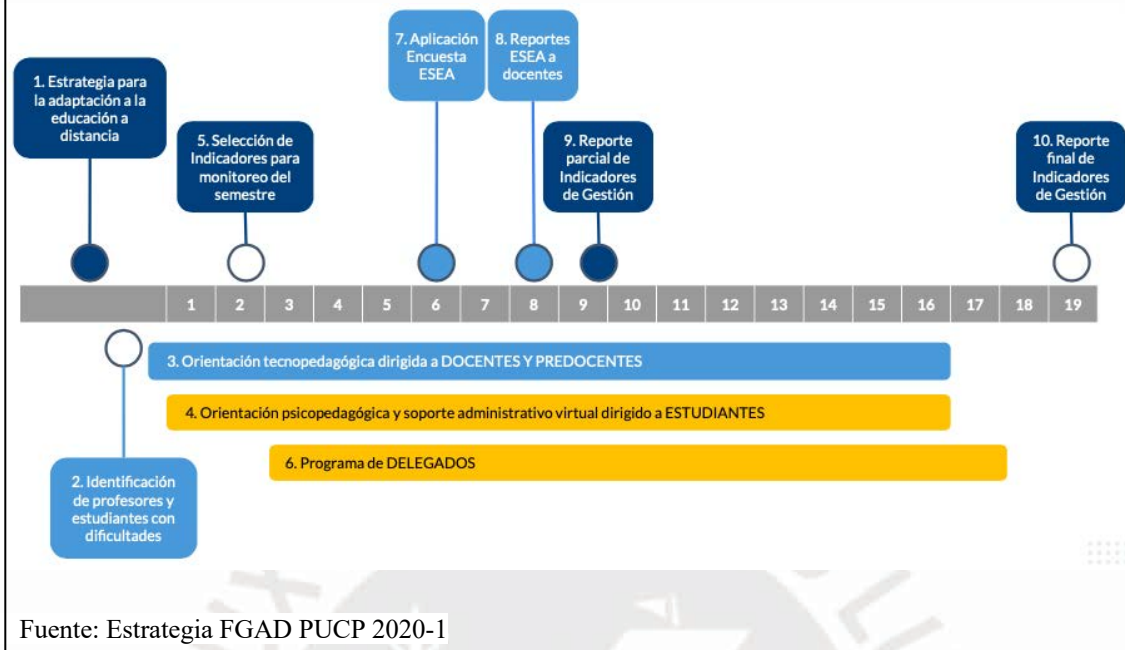 7. Aplicación
Encuesta
ESEA
8. Reportes
ESEA a
docentes
1. Estrategia para
la adaptación a la
educación a
distancia
5. Selección de
Indicadores para
monitoreo del
semestre
9. Reporte
parcial de
Indicadores
de Gestión
10. Reporte
final de
Indicadores
de Gestión
1 2 3 4 5 6 7 8 9 10 11 12 13 14 15 16 17 18 19
3. Orientación tecnopedagógica dirigida a DOCENTES Y PREDOCENTES
4. Orientación psicopedagógica y soporte administrativo virtual dirigido a ESTUDIANTES
6. Programa de DELEGADOS
2. Identificación
de profesores y
estudiantes con
dificultades
Fuente: Estrategia FGAD PUCP 2020-1